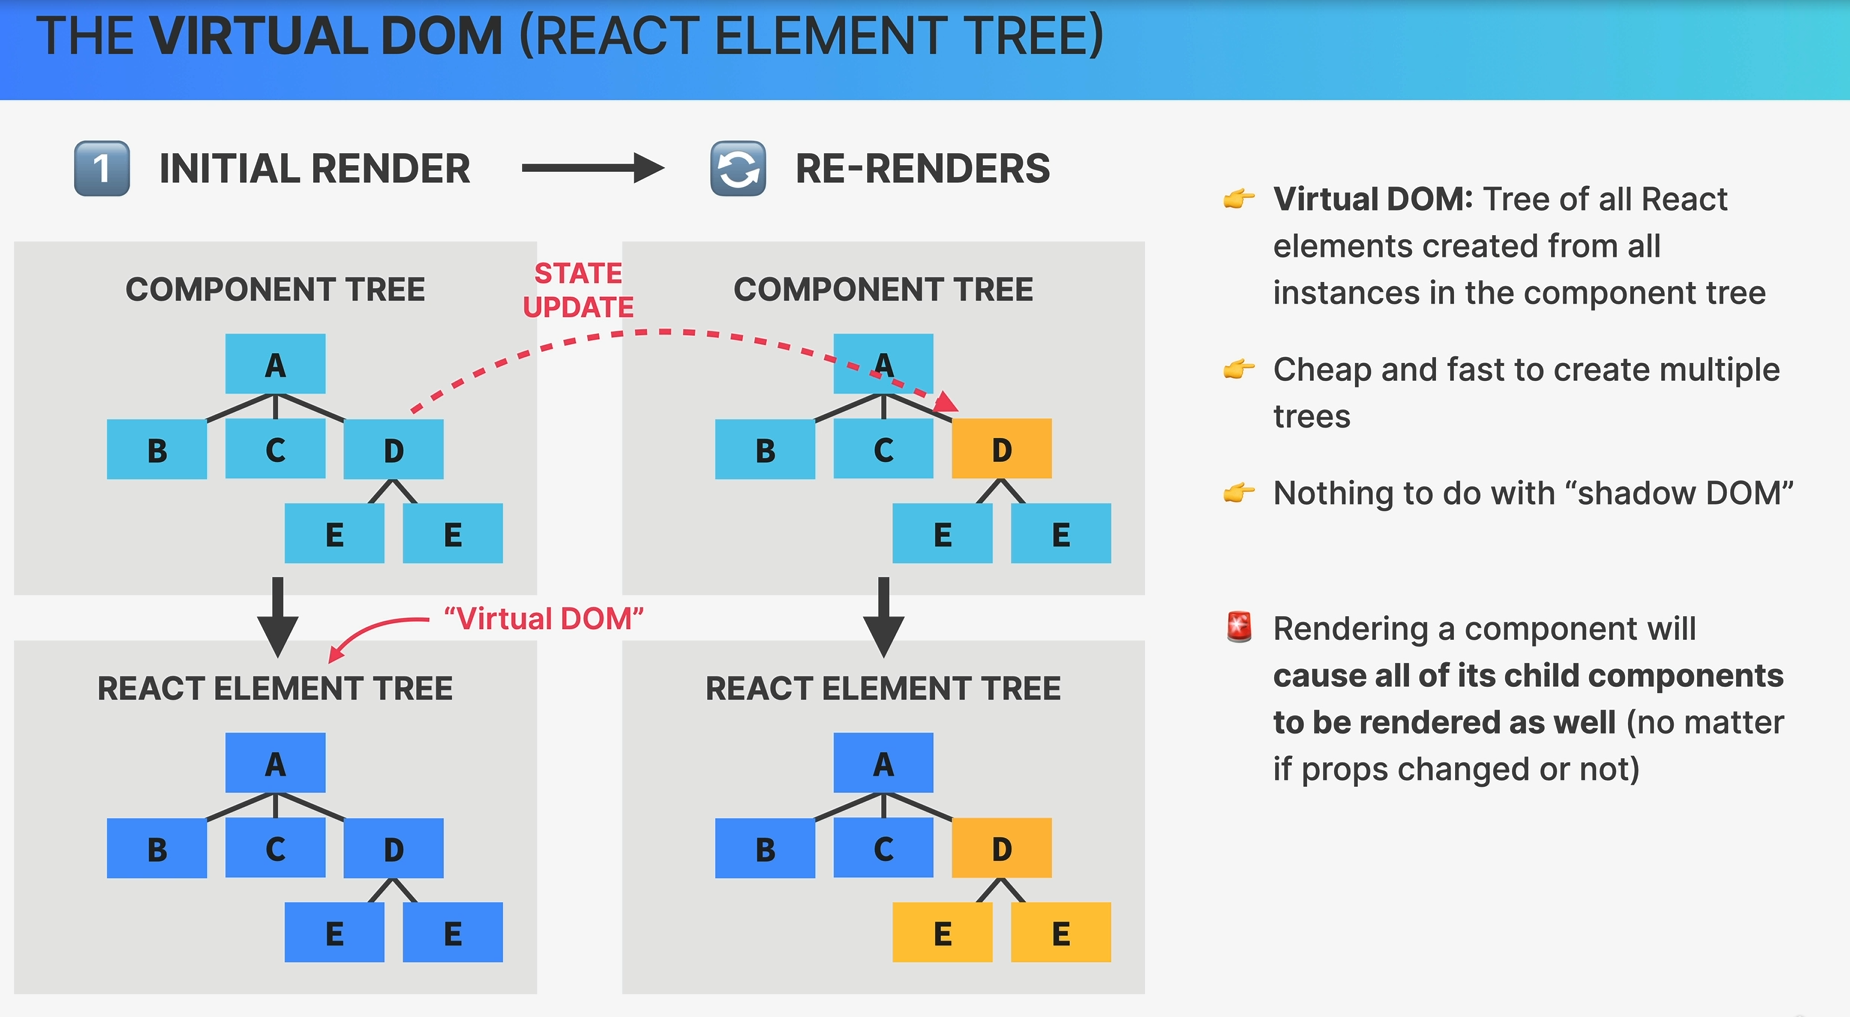 THE VIRTUAL DOM (REACT ELEMENT TREE)
1 INITIAL RENDER
RE-RENDERS
COMPONENT TREE
A
B C D
E E
STATE
UPDATE
COMPONENT TREE
A
B C D
E E
“Virtual DOM”
REACT ELEMENT TREE
A
B C D
E E
REACT ELEMENT TREE
A
B C D
E E
Virtual DOM: Tree of all React
elements created from all
instances in the component tree
Cheap and fast to create multiple
trees
Nothing to do with “shadow DOM”
Rendering a component will
cause all of its child components
to be rendered as well (no matter
if props changed or not)